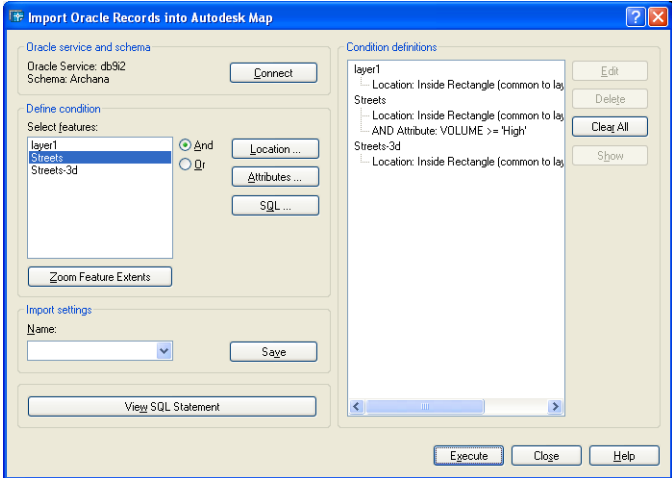 Import Oracle Records into Autodesk Map
Oracle service and schema
Oracle Service: db9i2
Schema: Archana
Connect
Define condition
Select features:
layer1
Streets
Streets-3d
And
Or
Location ...
Attributes ...
SQL ...
Zoom Feature Extents
Import settings
Name:
Save
View SQL Statement
Condition definitions
layer1
Location: Inside Rectangle (common to lay
Streets
Location: Inside Rectangle (common to lay
AND Attribute: VOLUME >= 'High'
Streets-3d
Location: Inside Rectangle (common to lay
Edit
Delete
Clear All
Show
Execute
Close
Help